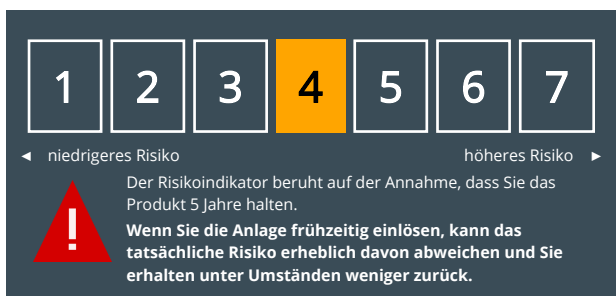 1 2 3 4 5 6 7
◄ niedrigeres Risiko höheres Risiko ►
Der Risikoindikator beruht auf der Annahme, dass Sie das
Produkt 5 Jahre halten.
Wenn Sie die Anlage frühzeitig einlösen, kann das
tatsächliche Risiko erheblich davon abweichen und Sie
erhalten unter Umständen weniger zurück.
!